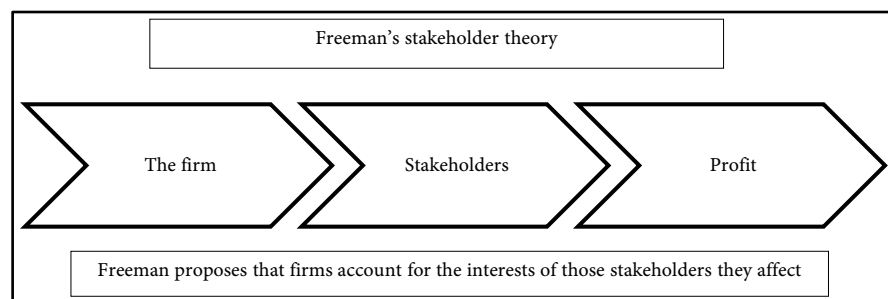 Freeman’s stakeholder theory
The firm
Stakeholders
Profit
Freeman proposes that firms account for the interests of those stakeholders they affect